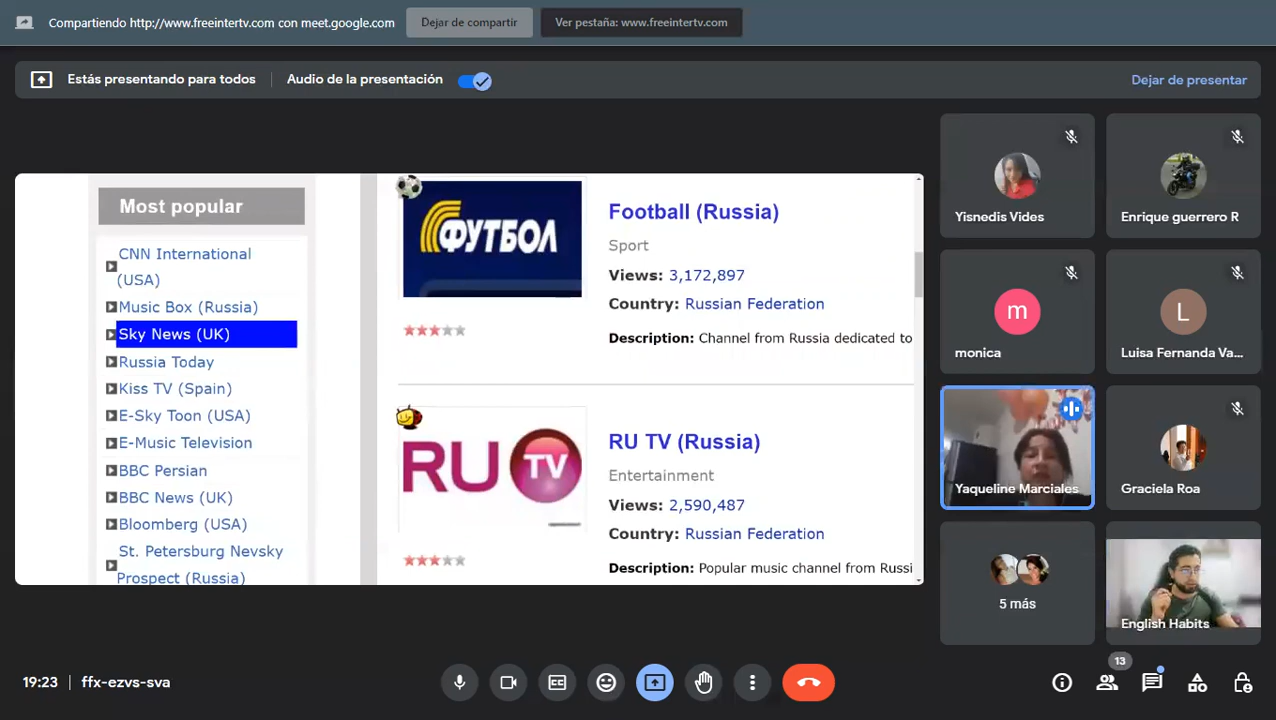 Compartiendo http://www.freeintertv.com con meet.google.com
Dejar de compartir
Ver pestaña: www.freeintertv.com
Estás presentando para todos
Audio de la presentación
Dejar de presentar
Most popular
CNN International
(USA)
Music Box (Russia)
Sky News (UK)
Russia Today
Kiss TV (Spain)
E-Sky Toon (USA)
E-Music Television
BBC Persian
BBC News (UK)
Bloomberg (USA)
St. Petersburg Nevsky
Prospect (Russia)
ФУТБОЛ
Football (Russia)
Sport
Views: 3,172,897
Country: Russian Federation
Description: Channel from Russia dedicated to
RU TV
RU TV (Russia)
Entertainment
Views: 2,590,487
Country: Russian Federation
Description: Popular music channel from Russi
Yisnedis Vides
Enrique guerrero R
m
monica
L
Luisa Fernanda Va...
Yaqueline Marciales
Graciela Roa
5 más
English Habits
19:23
ffx-ezvs-sva
13